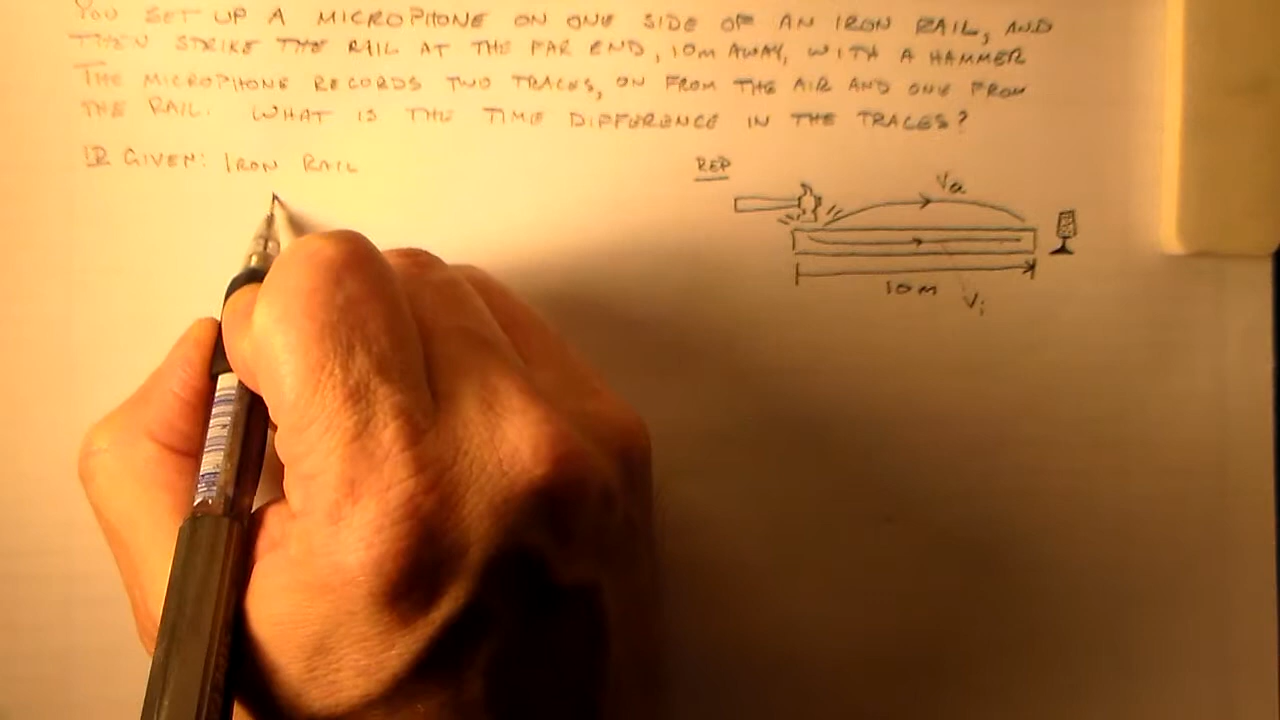 YOU SET UP A MICROPHONE ON ONE SIDE OF AN IRON RAIL, AND
THEN STRIKE THE RAIL AT THE FAR END, 10m AWAY, WITH A HAMMER
THE MICROPHONE RECORDS TWO TRACES, ON FROM THE AIR AND ONE FROM
THE RAIL. WHAT IS THE TIME DIFFERENCE IN THE TRACES?
ID GIVEN: IRON RAIL
REP
Va
10m
Vi